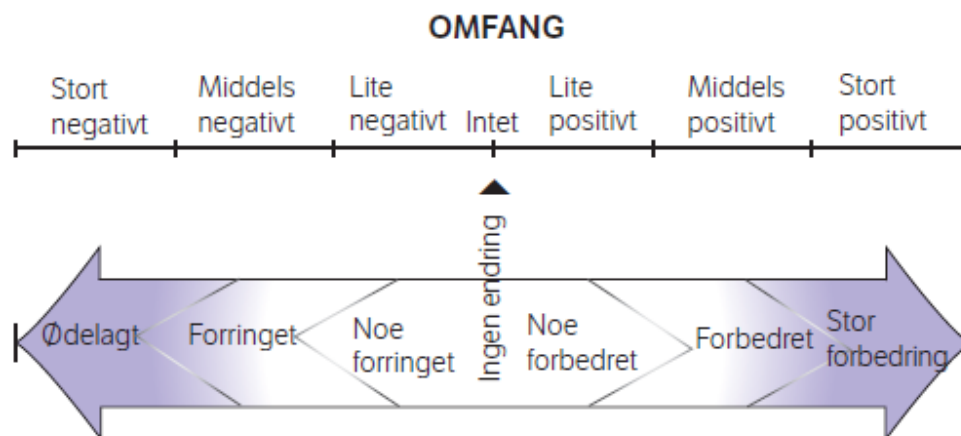 OMFANG
Stort
negativt
Middels
negativt
Lite
negativt
Intet
Lite
positivt
Middels
positivt
Stort
positivt
Ingen endring
Ødelagt
Forringet
Noe
forringet
Noe
forbedret
Forbedret
Stor
forbedring